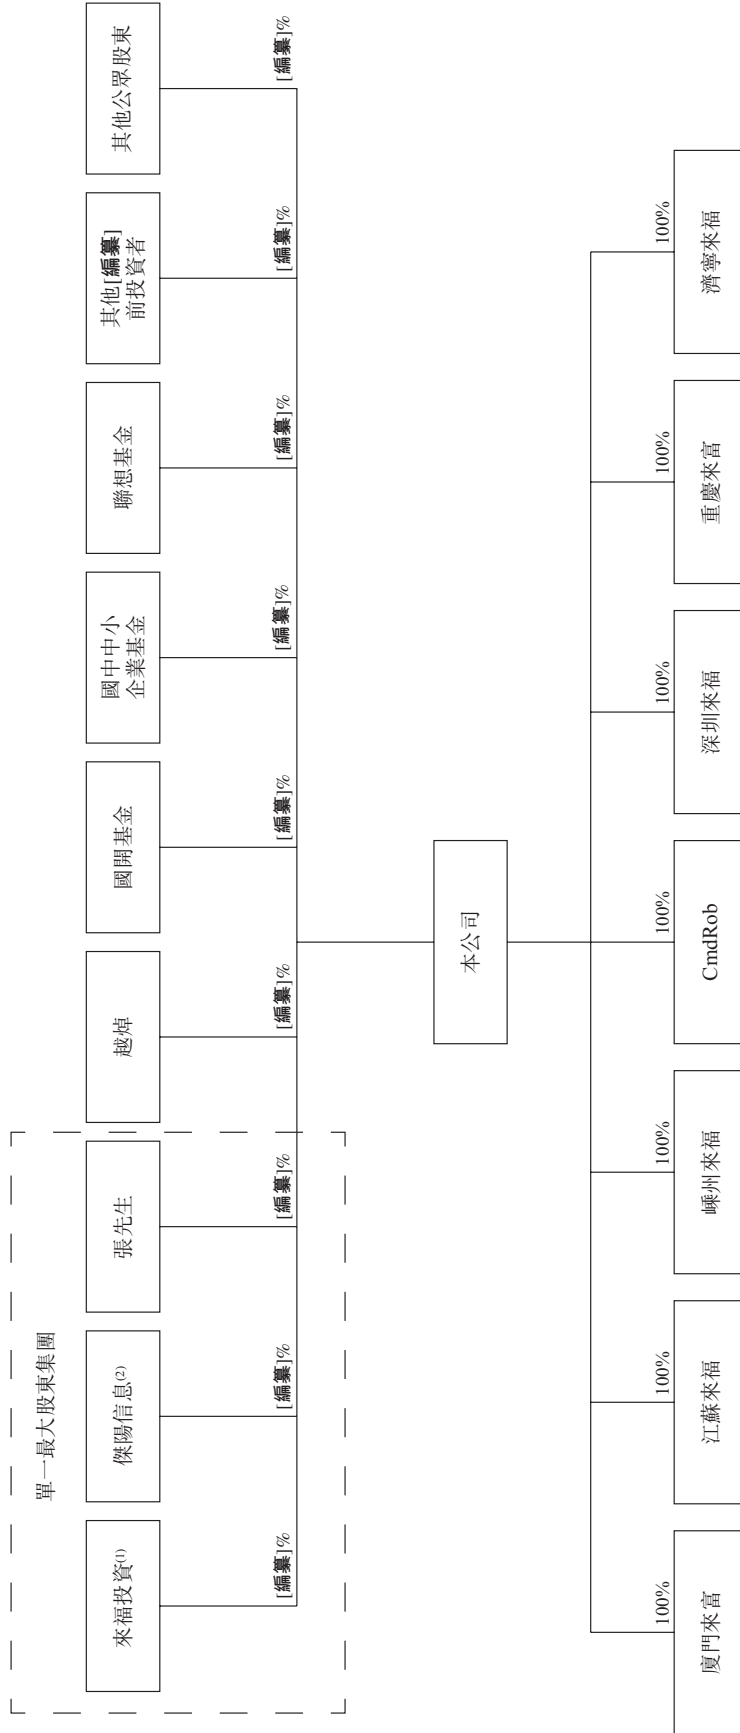 單一最大股東集團
來福投資(1)
傑陽信息(2)
張先生
越焯
國開基金
國中中小
企業基金
聯想基金
其他[編纂]
前投資者
其他公眾股東
[編纂]%
[編纂]%
[編纂]%
[編纂]%
[編纂]%
[編纂]%
[編纂]%
[編纂]%
[編纂]%
本公司
100%
100%
100%
100%
100%
100%
100%
廈門來富
江蘇來福
嵊州來福
CmdRob
深圳來福
重慶來富
濟寧來福